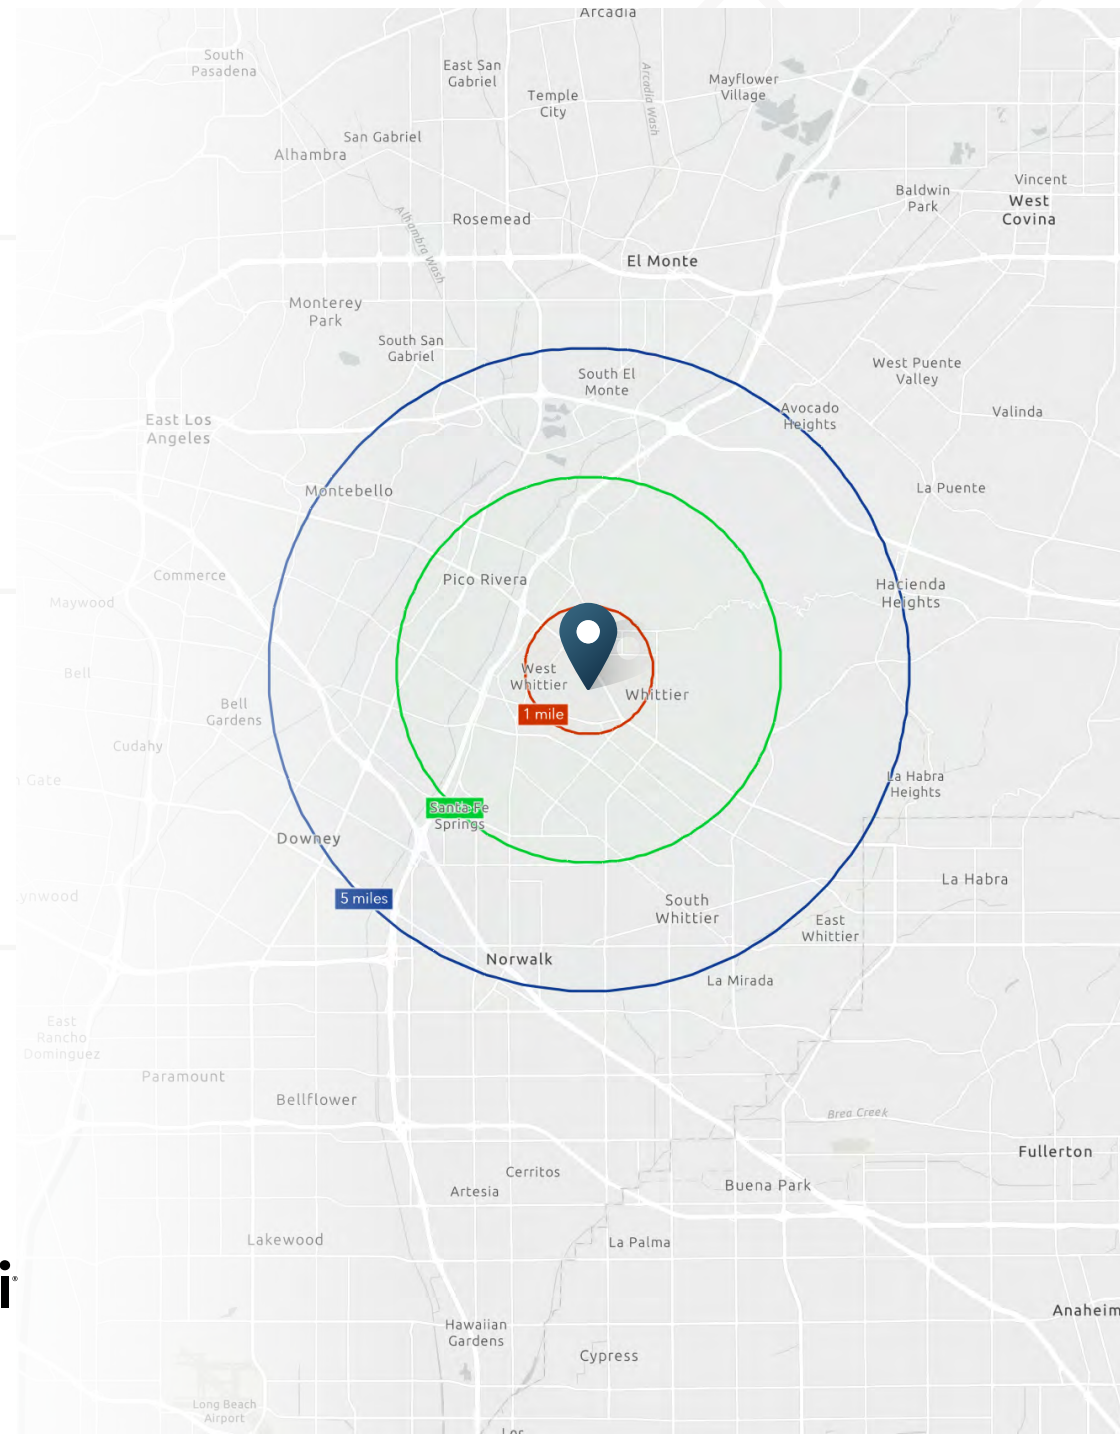 Arcadia
South
Pasadena
East San
Gabriel
Mayflower
Village
Temple
City
Arcadia Wash
San Gabriel
Alhambra
Vincent
Baldwin
Park
West
Covina
Alhambra Wash
Rosemead
El Monte
Monterey
Park
South San
Gabriel
West Puente
Valley
South El
Monte
Avocado
Heights
Valinda
East Los
Angeles
Montebello
La Puente
Commerce
Pico Rivera
Hacienda
Heights
Maywood
Bell
West
Whittier
Whittier
Bell
Gardens
1 mile
Cudahy
Gate
La Habra
Heights
Santa Fe
Springs
Downey
La Habra
5 miles
ynwood
South
Whittier
East
Whittier
Norwalk
La Mirada
East
Rancho
Dominguez
Paramount
Bellflower
Brea Creek
Fullerton
Cerritos
Artesia
Buena Park
Lakewood
La Palma
i®
Anaheim
Hawaiian
Gardens
Cypress
Long Beach
Airport